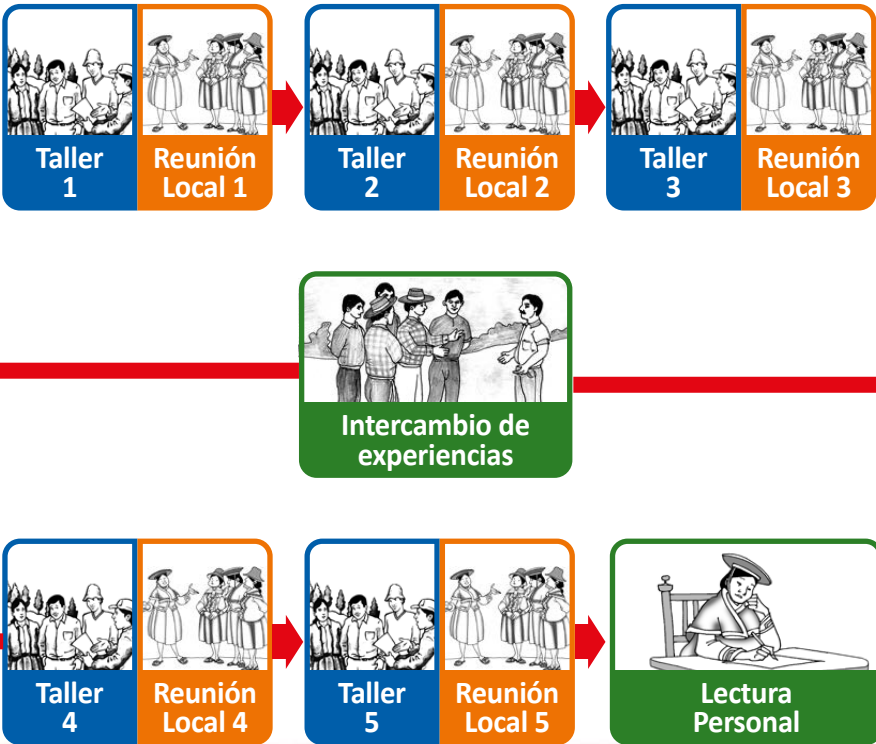 Taller
1
Reunión
Local 1
Taller
2
Reunión
Local 2
Taller
3
Reunión
Local 3
Intercambio de
experiencias
Taller
4
Reunión
Local 4
Taller
5
Reunión
Local 5
Lectura
Personal